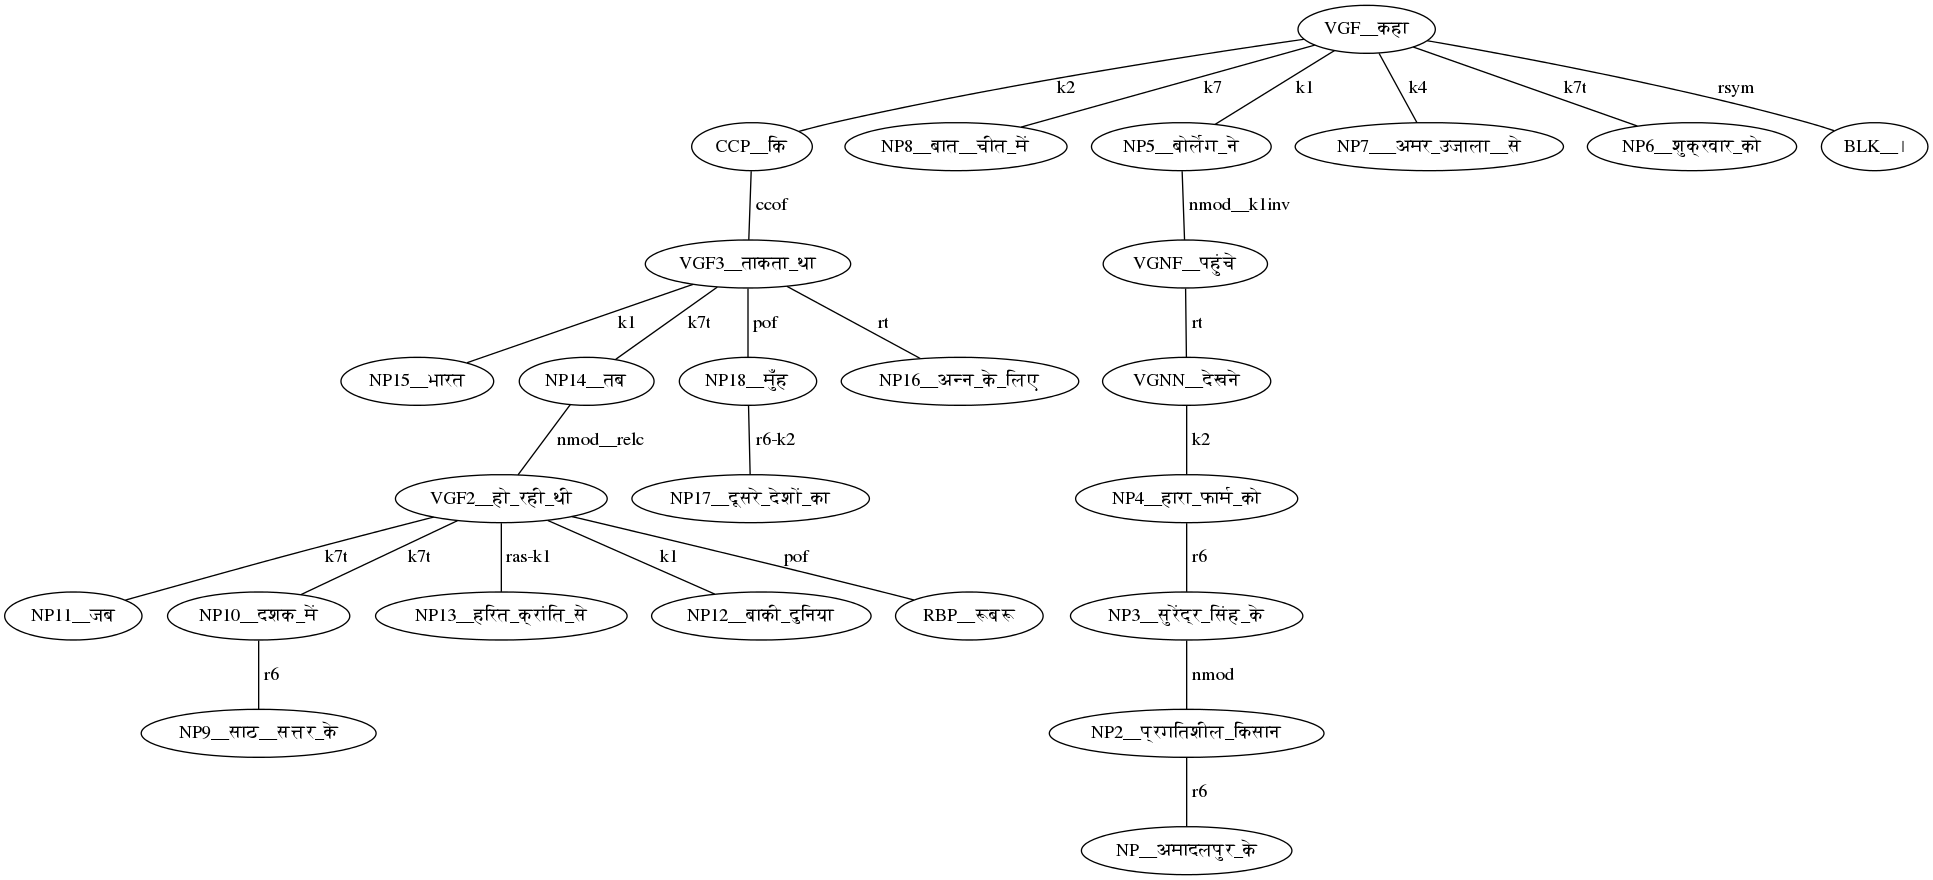 VGF__कहा
k2 k7 k1 k4 k7t rsym
CCP__कि NP8__बात__चीत_में NP5__बोर्लेग_ने NP7___अमर_उजाला__से NP6__शुक्रवार_को BLK__।
ccof nmod__k1inv
VGF3__ताकता_था VGNF__पहुंचे
k1 k7t pof rt rt
NP15__भारत NP14__तब NP18__मुँह NP16__अन्न_के_लिए VGNN__देखने
nmod__relc r6-k2 k2
VGF2__हो_रही_थी NP17__दूसरे_देशों_का NP4__हारा_फार्म_को
k7t k7t ras-k1 k1 pof r6
NP11__जब NP10__दशक_में NP13__हरित_क्रांति_से NP12__बाकी_दुनिया RBP__रूबरू NP3__सुरेंद्र_सिंह_के
r6 nmod
NP9__साठ__सत्तर_के NP2__प्रगतिशील_किसान
r6
NP__अमादलपुर_के